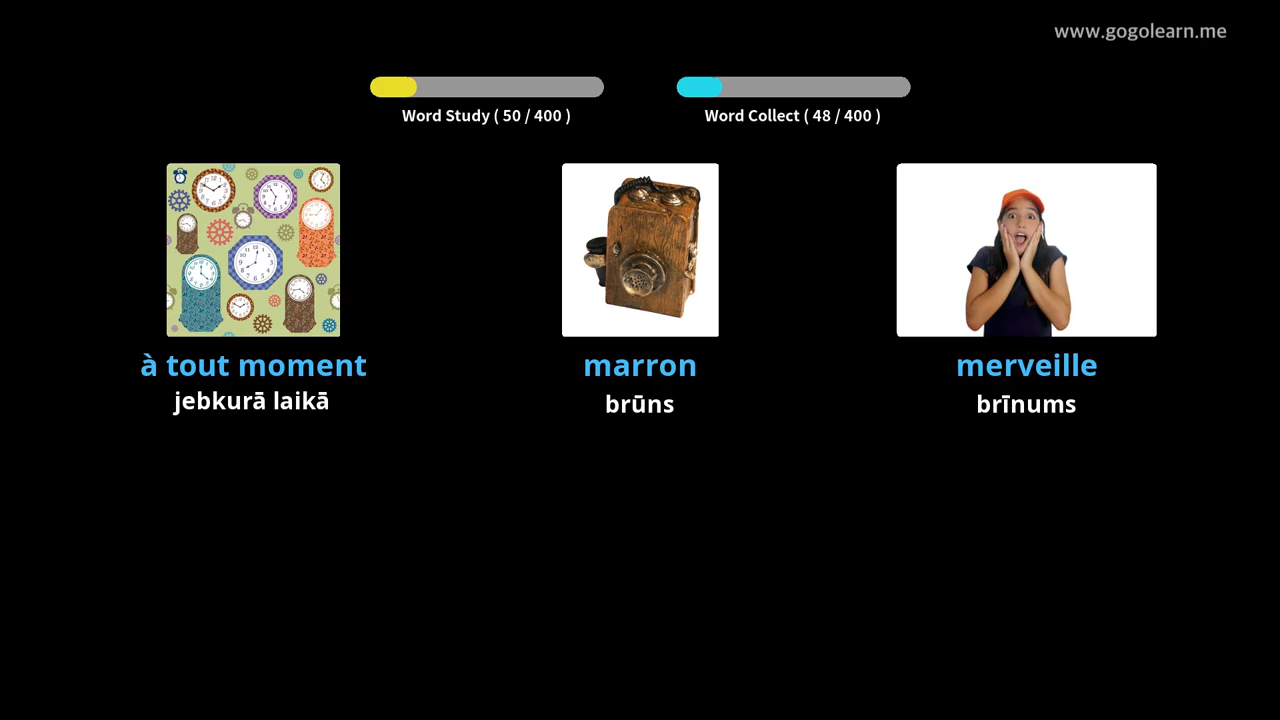 www.gogolearn.me
Word Study ( 50 / 400 )
Word Collect ( 48 / 400 )
à tout moment
jebkurā laikā
marron
brūns
merveille
brīnums